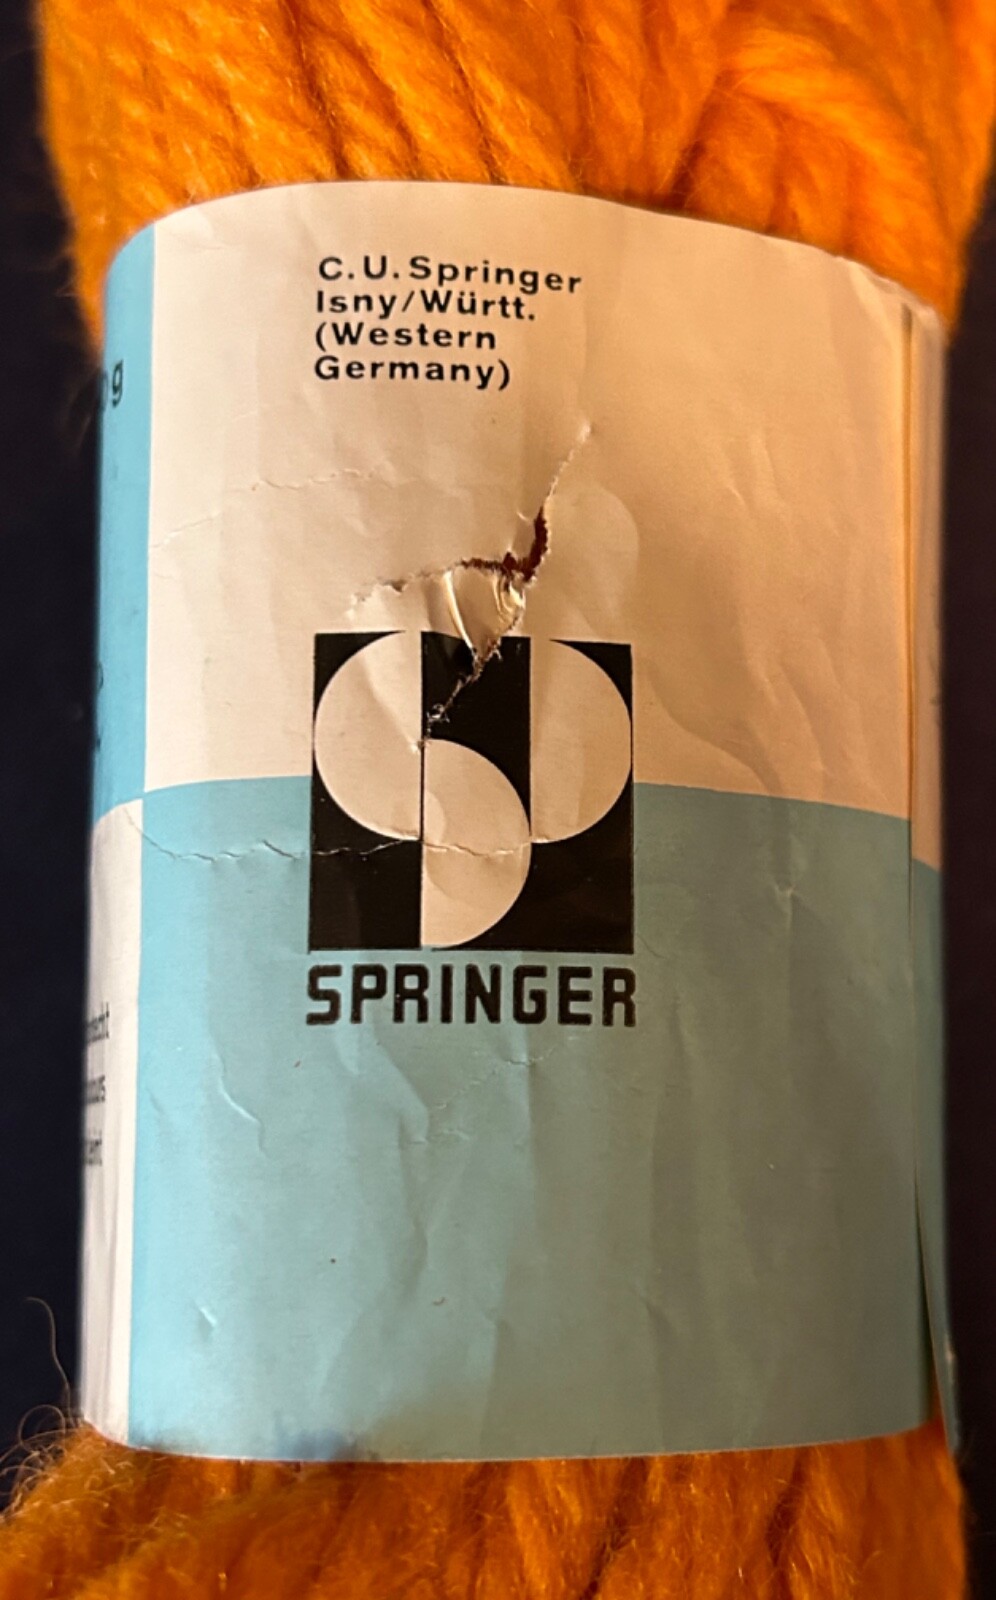 C.U.Springer
Isny/Württ.
(Western
Germany)
g
SPRINGER